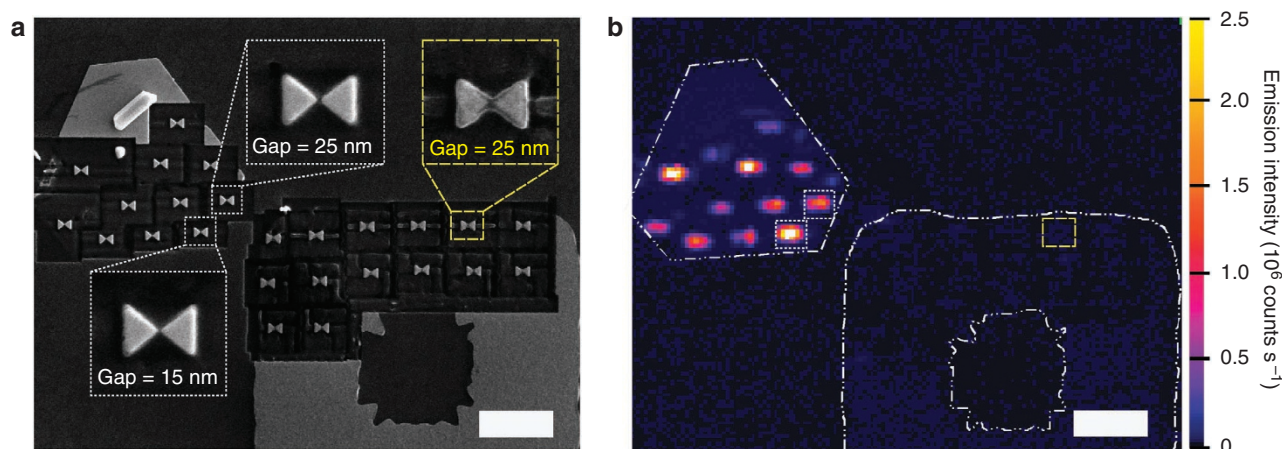 a
Gap = 25 nm
Gap = 25 nm
Gap = 15 nm
b
2.5
2.0
1.5
1.0
0.5
0
Emission intensity (10⁶ counts s⁻¹)